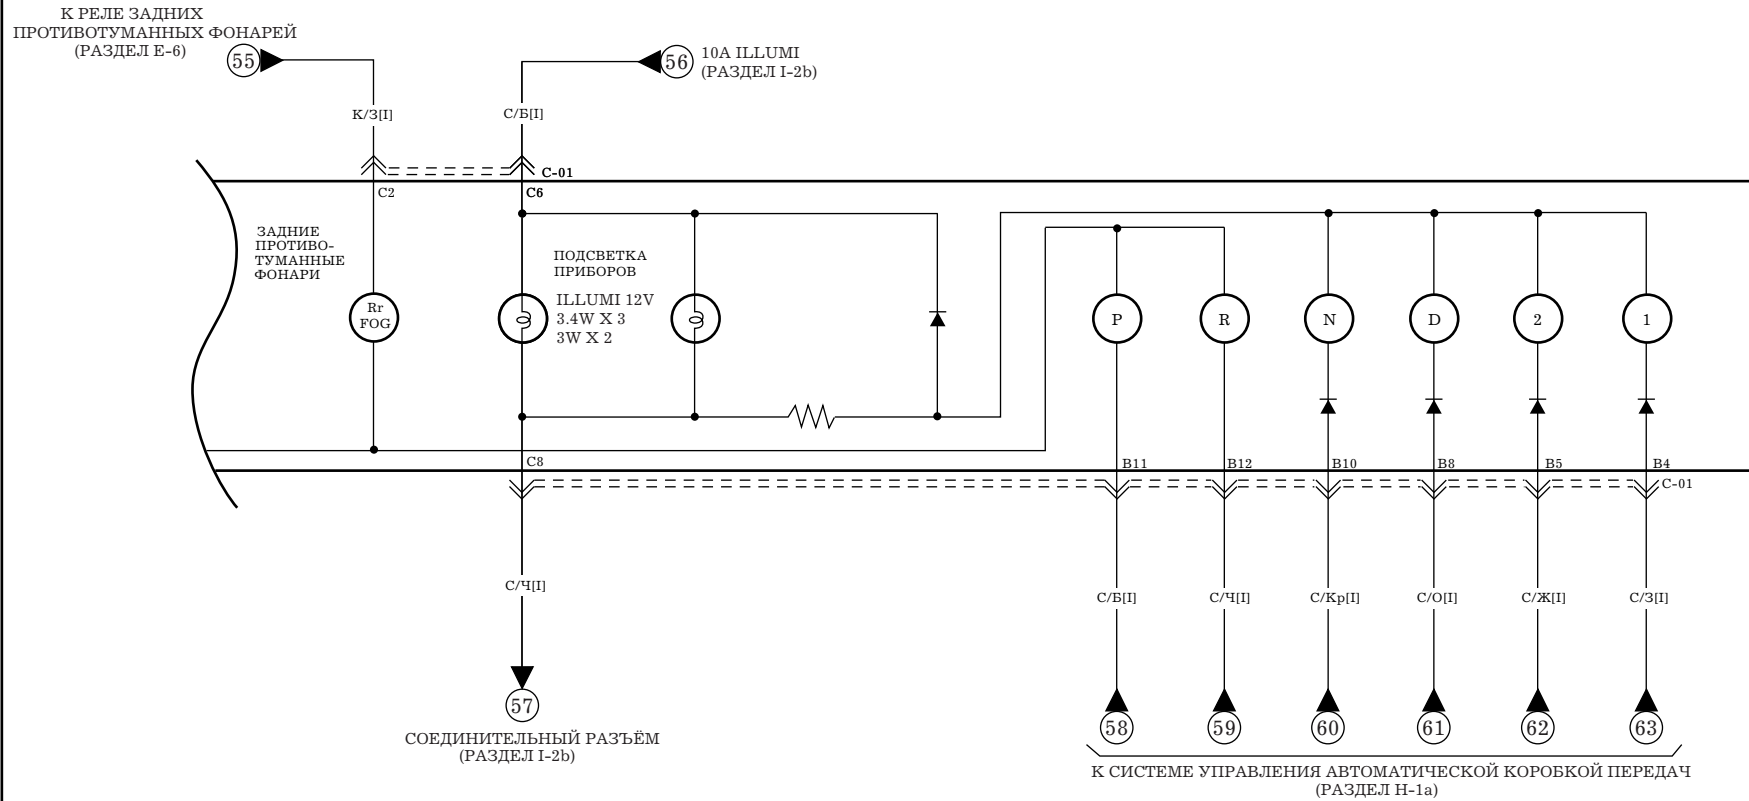 К РЕЛЕ ЗАДНИХ
ПРОТИВОТУМАННЫХ ФОНАРЕЙ
(РАЗДЕЛ Е-6)
55
56
10A ILLUMI
(РАЗДЕЛ I-2b)
К/З[I]
С/Б[I]
C-01
C2
C6
ЗАДНИЕ
ПРОТИВО-
ТУМАННЫЕ
ФОНАРИ
ПОДСВЕТКА
ПРИБОРОВ
ILLUMI 12V
3.4W X 3
3W X 2
Rr
FOG
P
R
N
D
2
1
C8
B11
B12
B10
B8
B5
B4
C-01
С/Ч[I]
С/Б[I]
С/Ч[I]
С/Кр[I]
С/О[I]
С/Ж[I]
С/З[I]
57
58
59
60
61
62
63
СОЕДИНИТЕЛЬНЫЙ РАЗЪЁМ
(РАЗДЕЛ I-2b)
К СИСТЕМЕ УПРАВЛЕНИЯ АВТОМАТИЧЕСКОЙ КОРОБКОЙ ПЕРЕДАЧ
(РАЗДЕЛ Н-1а)